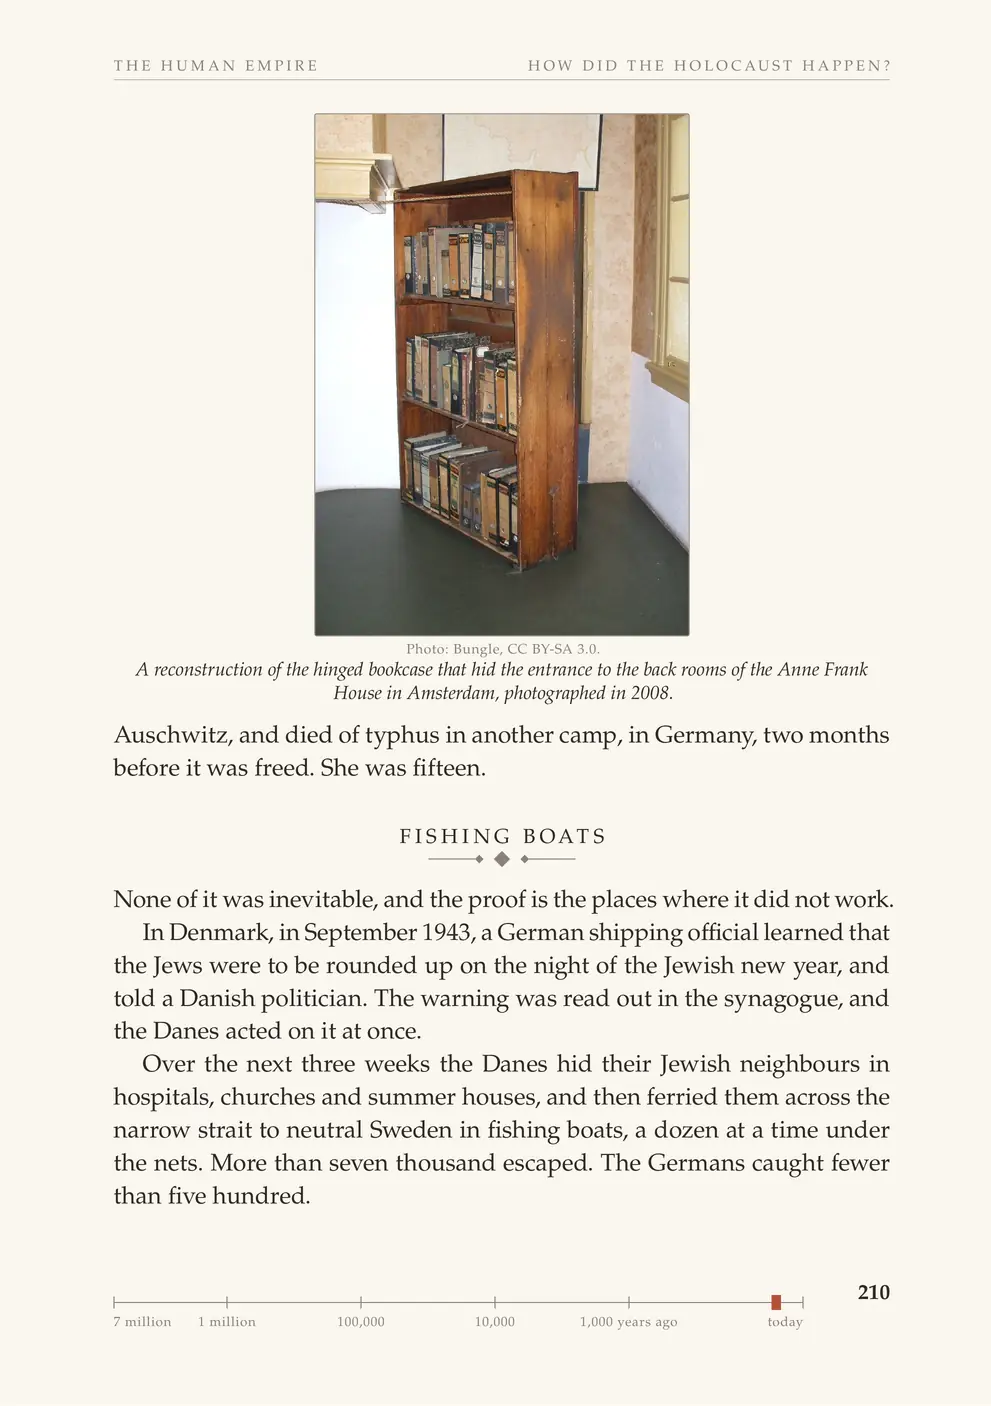 THE HUMAN EMPIRE
HOW DID THE HOLOCAUST HAPPEN?
Photo: Bungle, CC BY-SA 3.0.
A reconstruction of the hinged bookcase that hid the entrance to the back rooms of the Anne Frank
House in Amsterdam, photographed in 2008.
Auschwitz, and died of typhus in another camp, in Germany, two months
before it was freed. She was fifteen.
FISHING BOATS
None of it was inevitable, and the proof is the places where it did not work.
In Denmark, in September 1943, a German shipping official learned that
the Jews were to be rounded up on the night of the Jewish new year, and
told a Danish politician. The warning was read out in the synagogue, and
the Danes acted on it at once.
Over the next three weeks the Danes hid their Jewish neighbours in
hospitals, churches and summer houses, and then ferried them across the
narrow strait to neutral Sweden in fishing boats, a dozen at a time under
the nets. More than seven thousand escaped. The Germans caught fewer
than five hundred.
210
7 million 1 million 100,000 10,000 1,000 years ago today